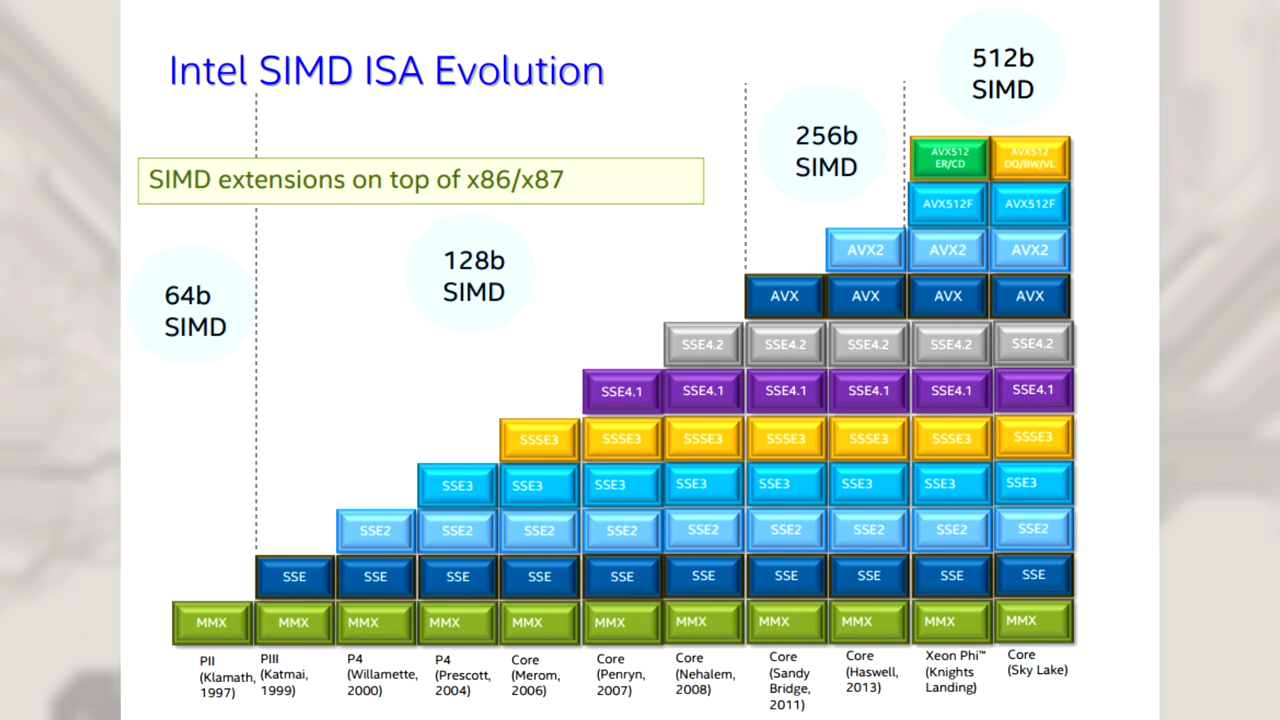 Intel SIMD ISA Evolution
512b
SIMD
256b
SIMD
SIMD extensions on top of x86/x87
128b
SIMD
64b
SIMD
AVX512
ER/CD
AVX512
DQ/BW/VL
AVX512F
AVX512F
AVX2
AVX2
AVX2
AVX
AVX
AVX
AVX
SSE4.2
SSE4.2
SSE4.2
SSE4.2
SSE4.2
SSE4.1
SSE4.1
SSE4.1
SSE4.1
SSE4.1
SSE4.1
SSSE3
SSSE3
SSSE3
SSSE3
SSSE3
SSSE3
SSSE3
SSE3
SSE3
SSE3
SSE3
SSE3
SSE3
SSE3
SSE3
SSE2
SSE2
SSE2
SSE2
SSE2
SSE2
SSE2
SSE2
SSE2
SSE
SSE
SSE
SSE
SSE
SSE
SSE
SSE
SSE
SSE
MMX
MMX
MMX
MMX
MMX
MMX
MMX
MMX
MMX
MMX
MMX
PII
(Klamath,
1997)
PIII
(Katmai,
1999)
P4
(Willamette,
2000)
P4
(Prescott,
2004)
Core
(Merom,
2006)
Core
(Penryn,
2007)
Core
(Nehalem,
2008)
Core
(Sandy
Bridge,
2011)
Core
(Haswell,
2013)
Xeon Phi™
(Knights
Landing)
Core
(Sky Lake)